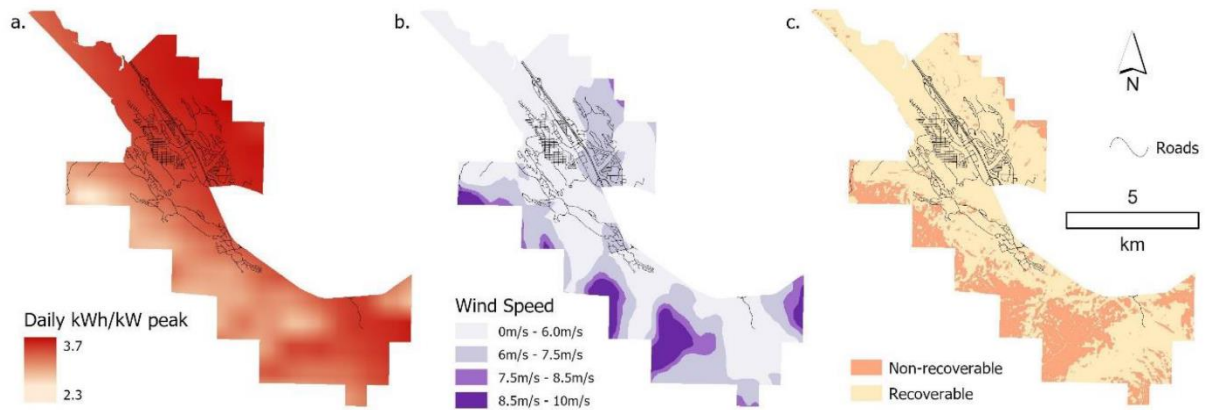 a.
b.
c.
N
Roads
5
km
Daily kWh/kW peak
3.7
2.3
Wind Speed
0m/s - 6.0m/s
6m/s - 7.5m/s
7.5m/s - 8.5m/s
8.5m/s - 10m/s
Non-recoverable
Recoverable